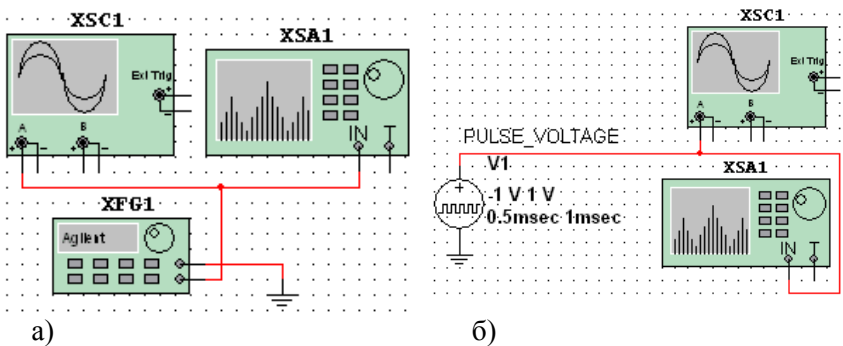 XSC1
XSA1
Ext Trig
A
B
IN T
XFG1
Agilent
а)
XSC1
Ext Trig
A
B
PULSE_VOLTAGE
V1
-1 V 1 V
0.5msec 1msec
XSA1
IN T
б)